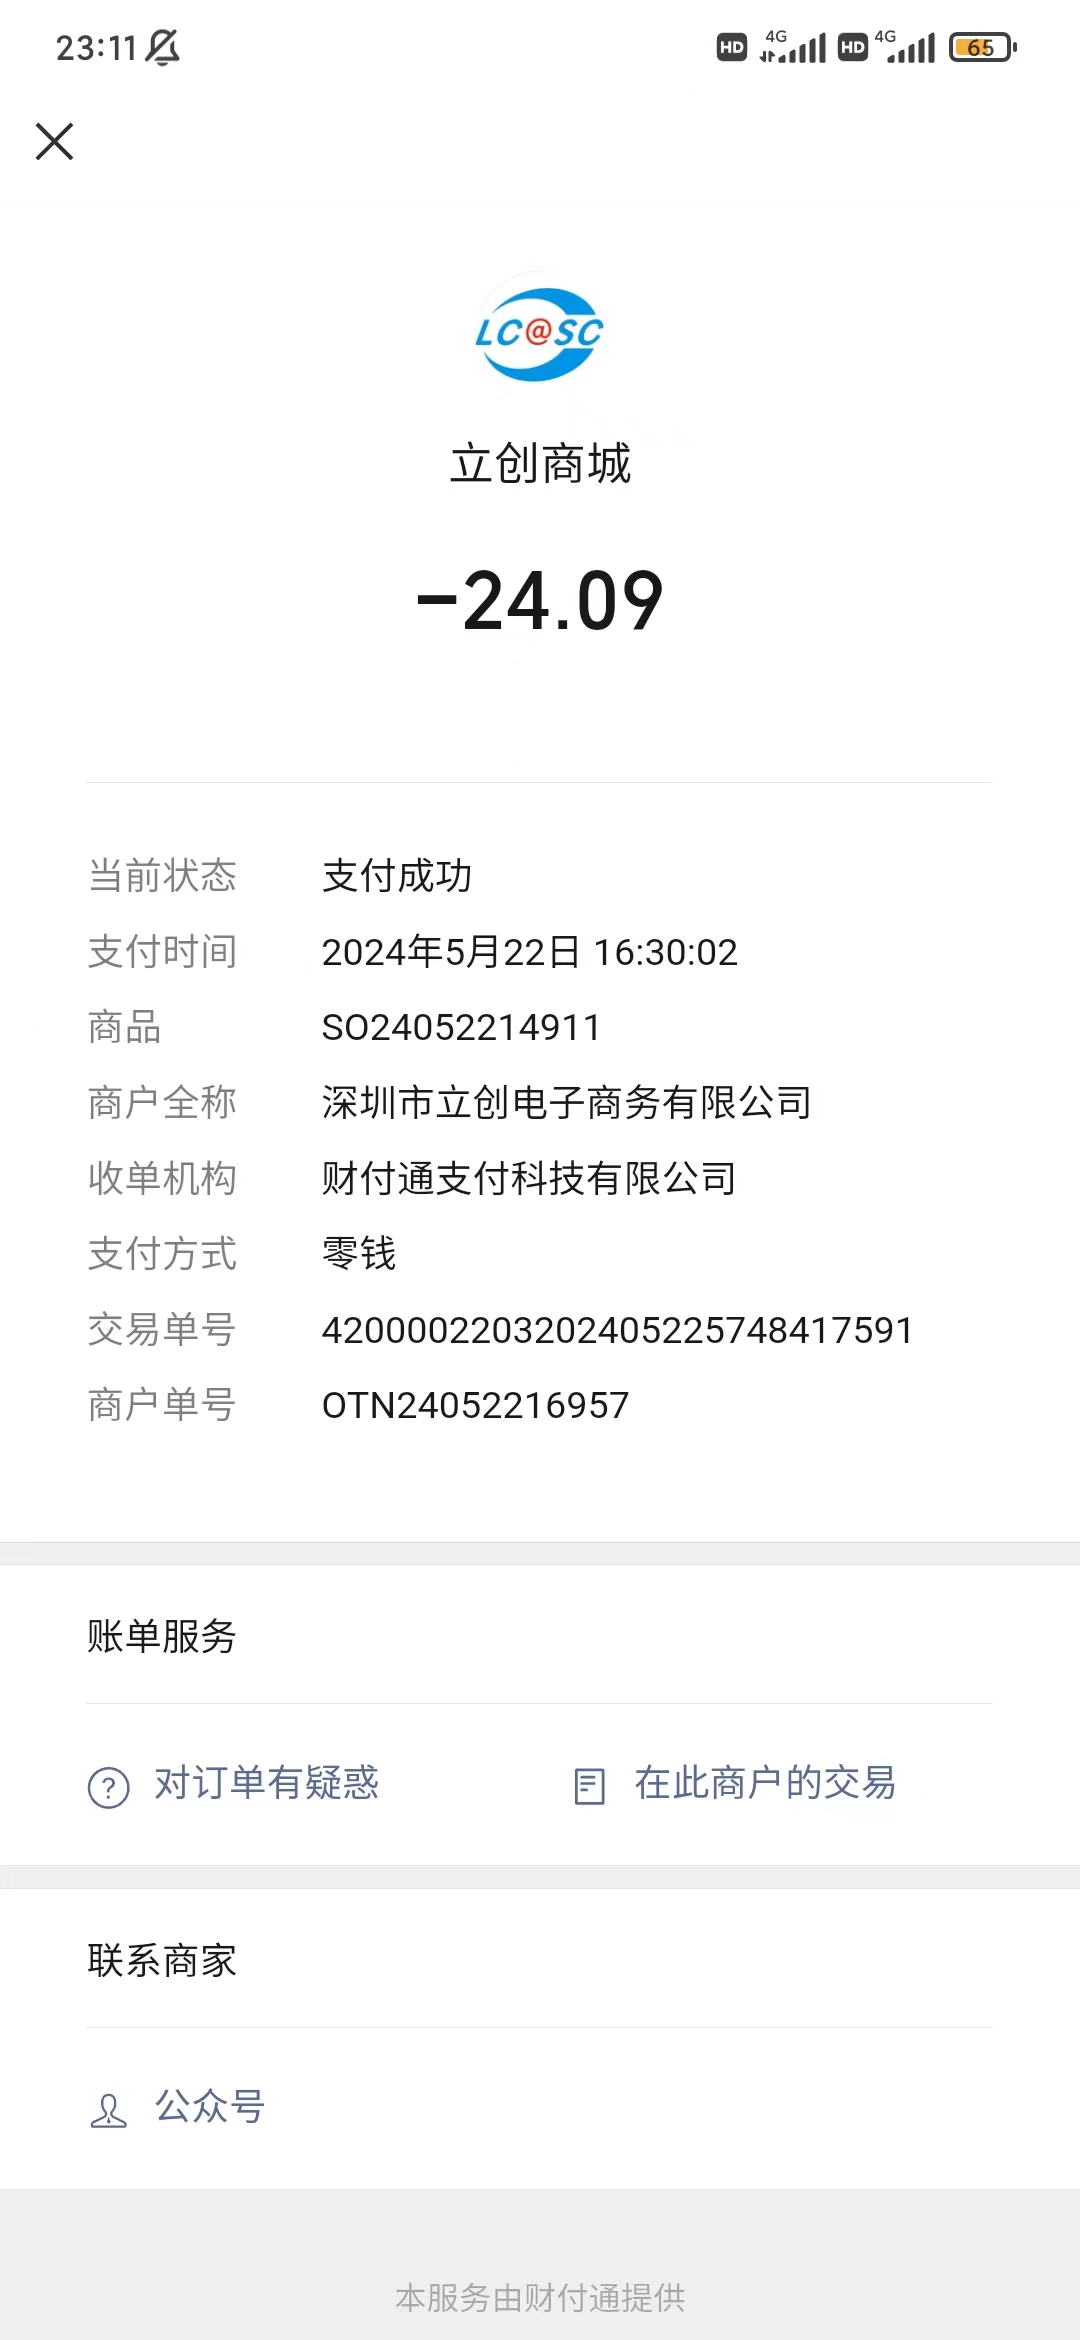 23:11 HD 4G HD 4G 65
LC@SC
立创商城
-24.09
当前状态 支付成功
支付时间 2024年5月22日 16:30:02
商品 SO24052214911
商户全称 深圳市立创电子商务有限公司
收单机构 财付通支付科技有限公司
支付方式 零钱
交易单号 4200002203202405225748417591
商户单号 OTN24052216957
账单服务
对订单有疑惑 在此商户的交易
联系商家
公众号
本服务由财付通提供